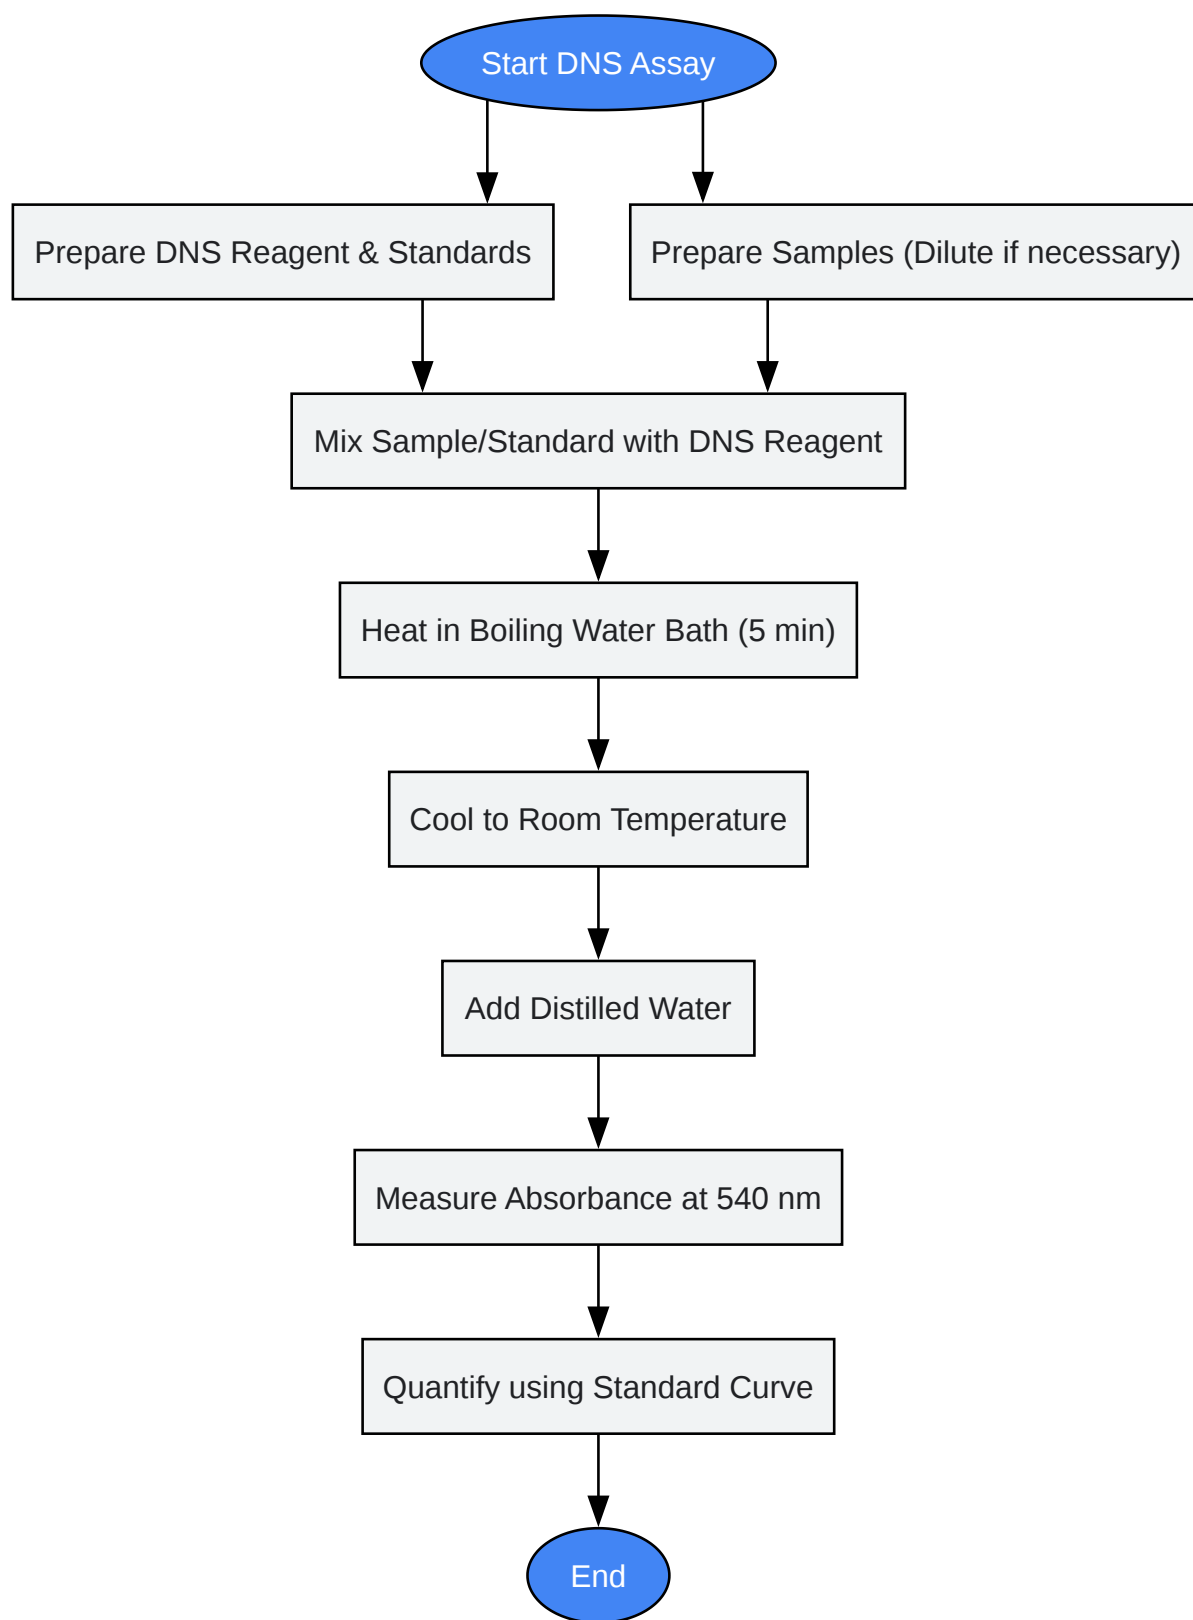 Start DNS Assay
Prepare DNS Reagent & Standards
Prepare Samples (Dilute if necessary)
Mix Sample/Standard with DNS Reagent
Heat in Boiling Water Bath (5 min)
Cool to Room Temperature
Add Distilled Water
Measure Absorbance at 540 nm
Quantify using Standard Curve
End